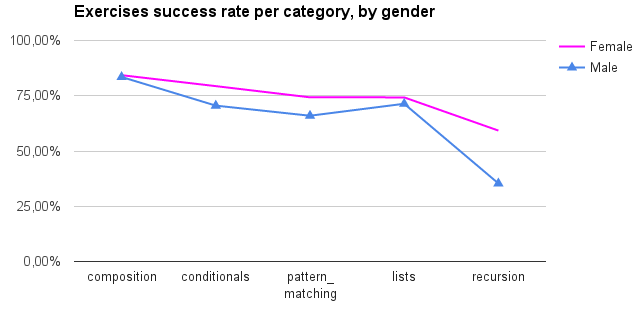 Exercises success rate per category, by gender
100,00%
75,00%
50,00%
25,00%
0,00%
composition
conditionals
pattern_
matching
lists
recursion
Female
Male